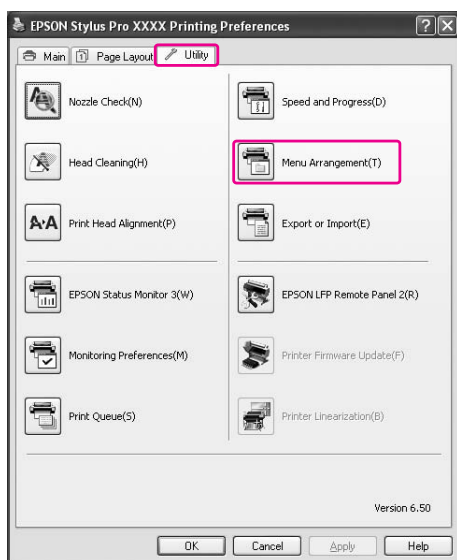 EPSON Stylus Pro XXXX Printing Preferences
Main Page Layout Utility
Nozzle Check(N)
Speed and Progress(D)
Head Cleaning(H)
Menu Arrangement(T)
Print Head Alignment(P)
Export or Import(E)
EPSON Status Monitor 3(W)
EPSON LFP Remote Panel 2(R)
Monitoring Preferences(M)
Printer Firmware Update(F)
Print Queue(S)
Printer Linearization(B)
Version 6.50
OK Cancel Apply Help